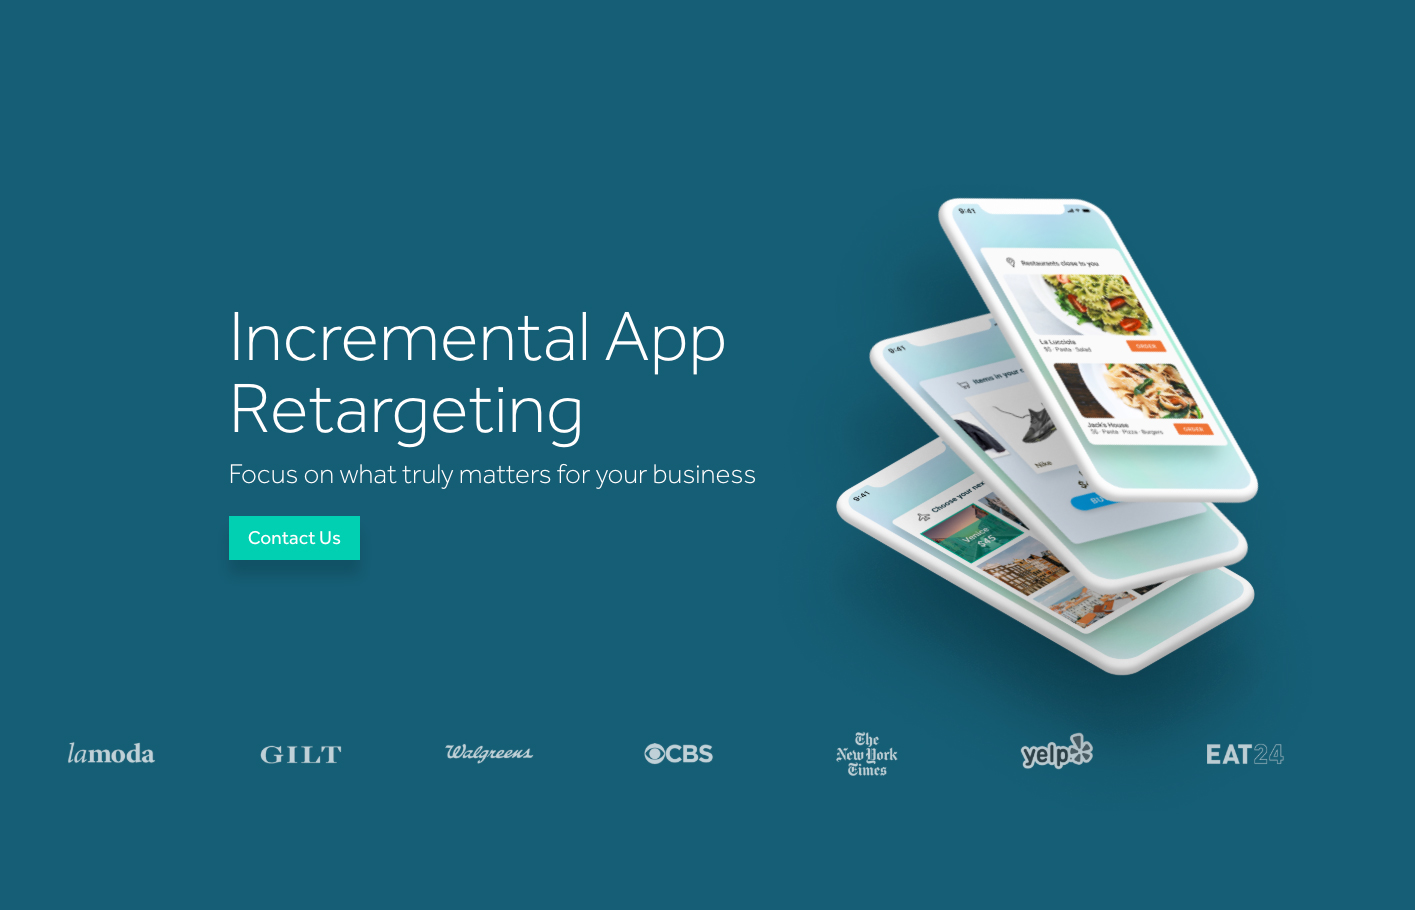 Incremental App
Retargeting
Focus on what truly matters for your business
Contact Us
9:41
Restaurants close to you
La Lucciola
$$ · Pasta · Salad
ORDER
Jack's House
$$ · Pasta · Pizza · Burgers
ORDER
9:41
Items in your
Nike
9:41
Choose your nex
Venice
$45
lamoda
GILT
Walgreens
CBS
The
New York
Times
yelp
EAT24